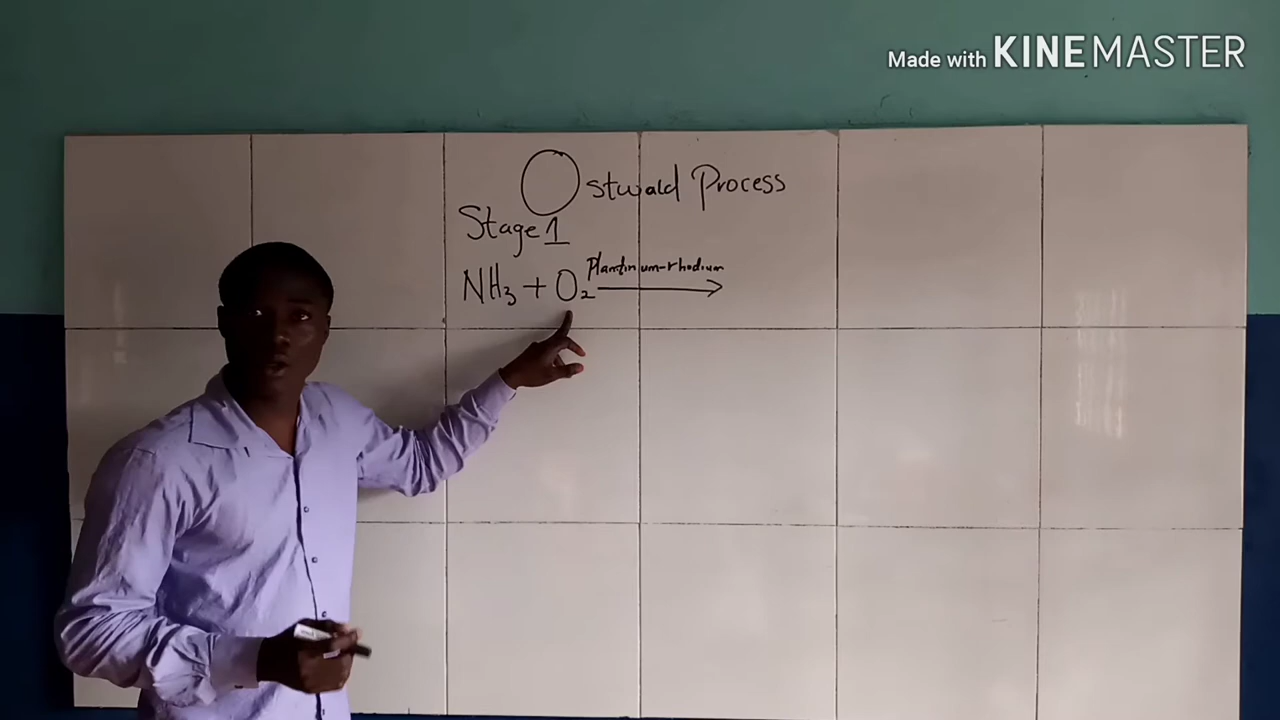 Made with KINEMASTER
Ostwald Process
Stage 1
Plantinum-rhodium
NH₃ + O₂ →